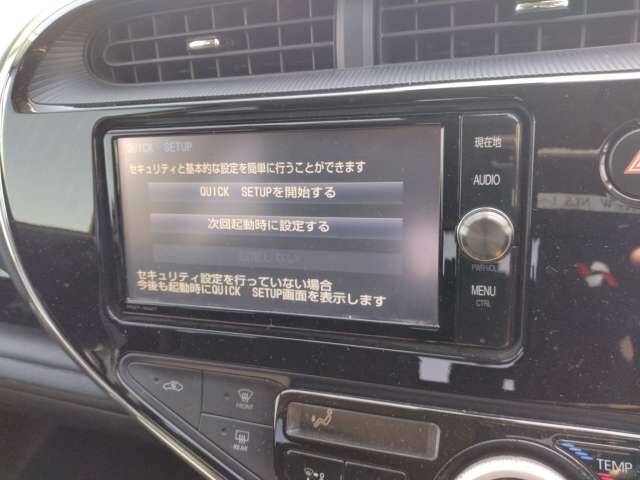 QUICK SETUP
セキュリティと基本的な設定を簡単に行うことができます
QUICK SETUPを開始する
次回起動時に設定する
設定しない
セキュリティ設定を行っていない場合
今後も起動時にQUICK SETUP画面を表示します
現在地
AUDIO
PWR·VOL
MENU
CTRL
FRONT
REAR
TEMP